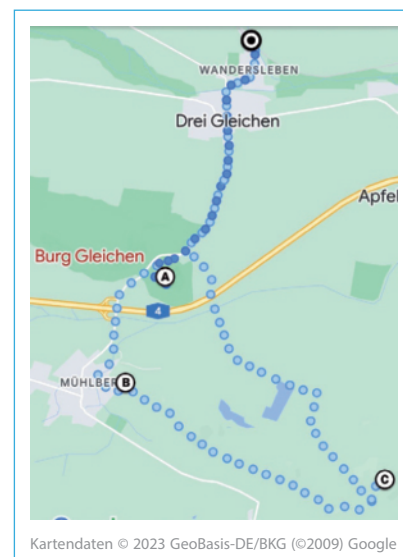 WANDERSLEBEN
Drei Gleichen
Apfel
Burg Gleichen
A
4
MÜHLBER
B
C
Kartendaten © 2023 GeoBasis-DE/BKG (©2009) Google